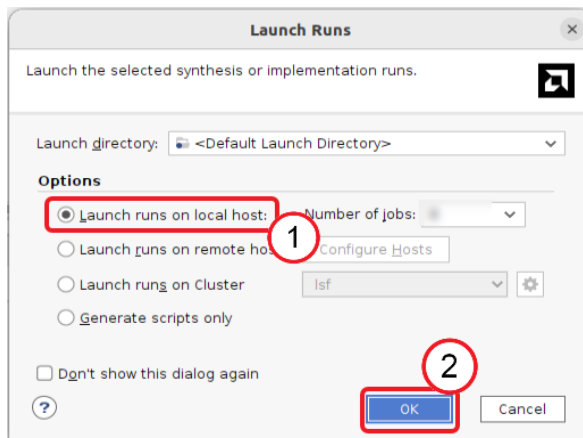 Launch Runs
Launch the selected synthesis or implementation runs.
Launch directory: <Default Launch Directory>
Options
Launch runs on local host: Number of jobs:
1
Launch runs on remote Configure Hosts
Launch runs on Cluster lsf
Generate scripts only
Don't show this dialog again
2
? OK Cancel